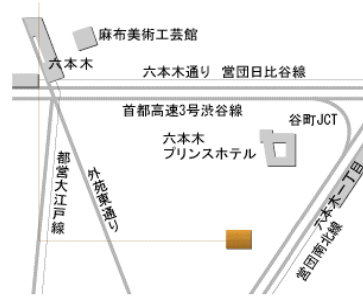 麻布美術工芸館
六本木
六本木通り 営団日比谷線
首都高速3号渋谷線
谷町JCT
六本木
プリンスホテル
都営大江戸線
外苑東通り
六本木一丁目
営団南北線